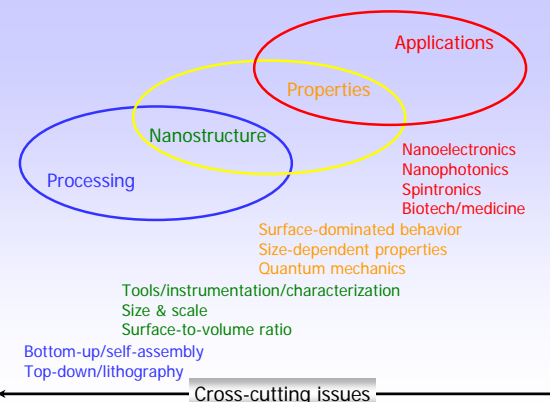 Applications
Properties
Nanostructure
Processing
Nanoelectronics
Nanophotonics
Spintronics
Biotech/medicine
Surface-dominated behavior
Size-dependent properties
Quantum mechanics
Tools/instrumentation/characterization
Size & scale
Surface-to-volume ratio
Bottom-up/self-assembly
Top-down/lithography
Cross-cutting issues